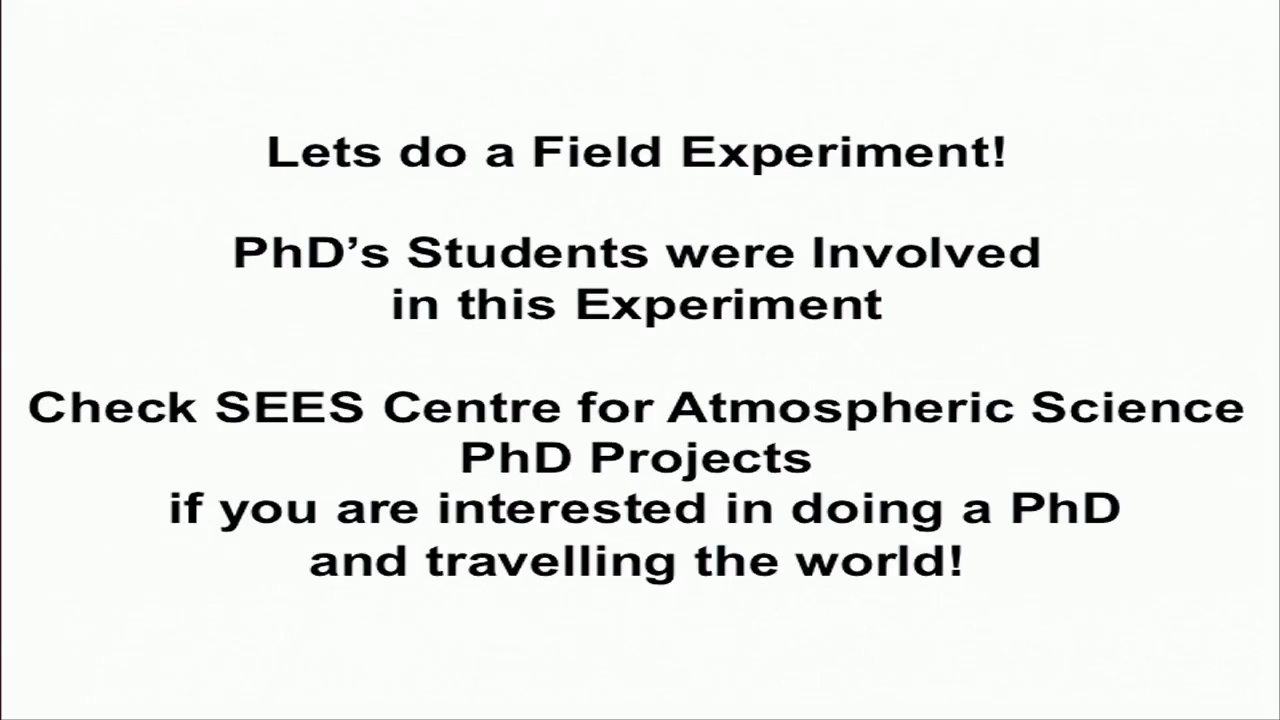 Lets do a Field Experiment!
PhD’s Students were Involved
in this Experiment
Check SEES Centre for Atmospheric Science
PhD Projects
if you are interested in doing a PhD
and travelling the world!